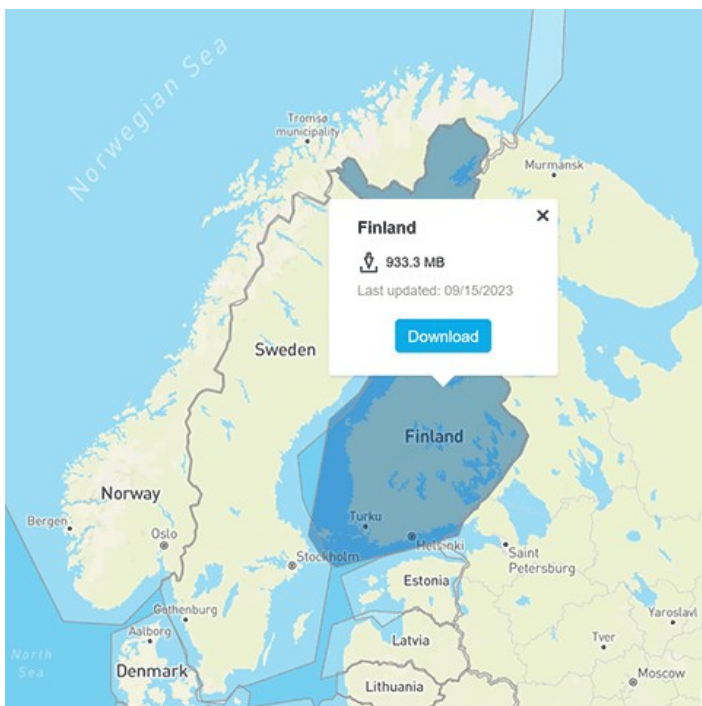 Norwegian Sea
Tromsø
municipality
Murmansk
Finland
933.3 MB
Last updated: 09/15/2023
Download
Sweden
Finland
Norway
Turku
Bergen
Oslo
Helsinki
Stockholm
Saint
Petersburg
Estonia
Gothenburg
Yaroslavl
Aalborg
Tver
Latvia
North
Sea
Denmark
Moscow
Lithuania